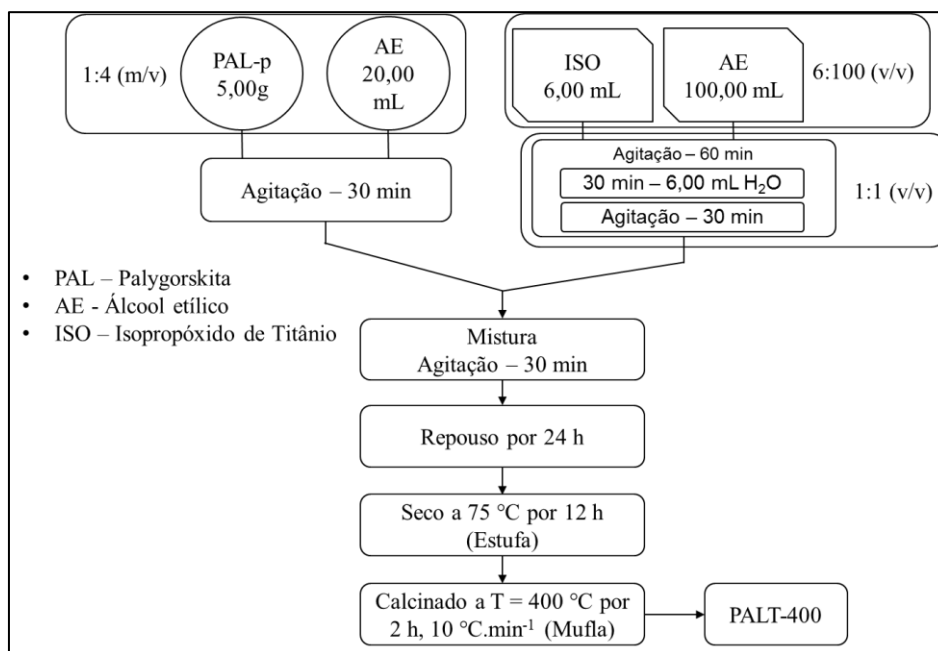 1:4 (m/v)
PAL-p
5,00g
AE
20,00
mL
ISO
6,00 mL
AE
100,00 mL
6:100 (v/v)
Agitação – 30 min
Agitação – 60 min
30 min – 6,00 mL H₂O
Agitação – 30 min
1:1 (v/v)
• PAL – Palygorskita
• AE - Álcool etílico
• ISO – Isopropóxido de Titânio
Mistura
Agitação – 30 min
Repouso por 24 h
Seco a 75 °C por 12 h
(Estufa)
Calcinado a T = 400 °C por
2 h, 10 °C.min⁻¹ (Mufla)
PALT-400